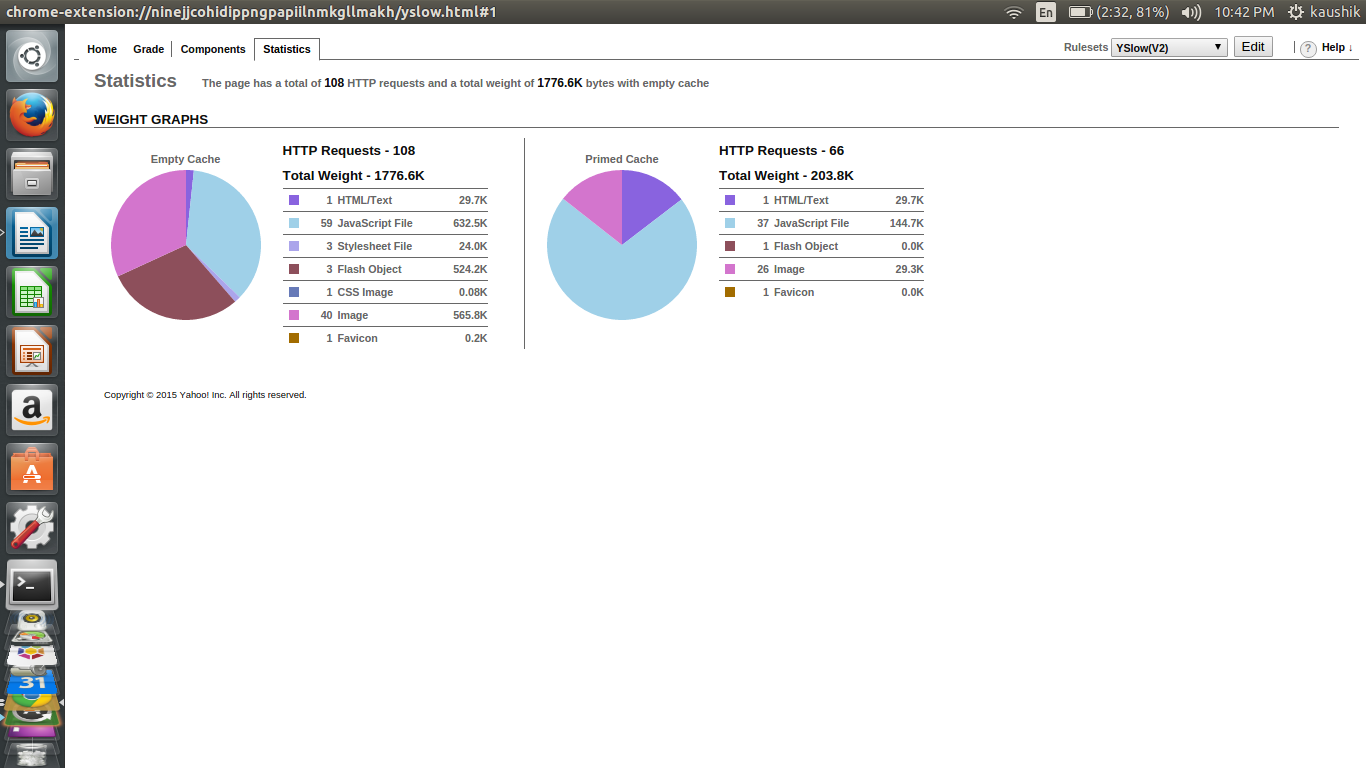 chrome-extension://ninejjcohidippngpapiilnmkgllmakh/yslow.html#1 En (2:32, 81%) 10:42 PM kaushik
Home Grade Components Statistics Rulesets YSlow(V2) ▼ Edit ? Help ↓
Statistics The page has a total of 108 HTTP requests and a total weight of 1776.6K bytes with empty cache
WEIGHT GRAPHS
Empty Cache
HTTP Requests - 108
Total Weight - 1776.6K
1 HTML/Text 29.7K
59 JavaScript File 632.5K
3 Stylesheet File 24.0K
3 Flash Object 524.2K
1 CSS Image 0.08K
40 Image 565.8K
1 Favicon 0.2K
Primed Cache
HTTP Requests - 66
Total Weight - 203.8K
1 HTML/Text 29.7K
37 JavaScript File 144.7K
1 Flash Object 0.0K
26 Image 29.3K
1 Favicon 0.0K
Copyright © 2015 Yahoo! Inc. All rights reserved.
a
A
>_
31